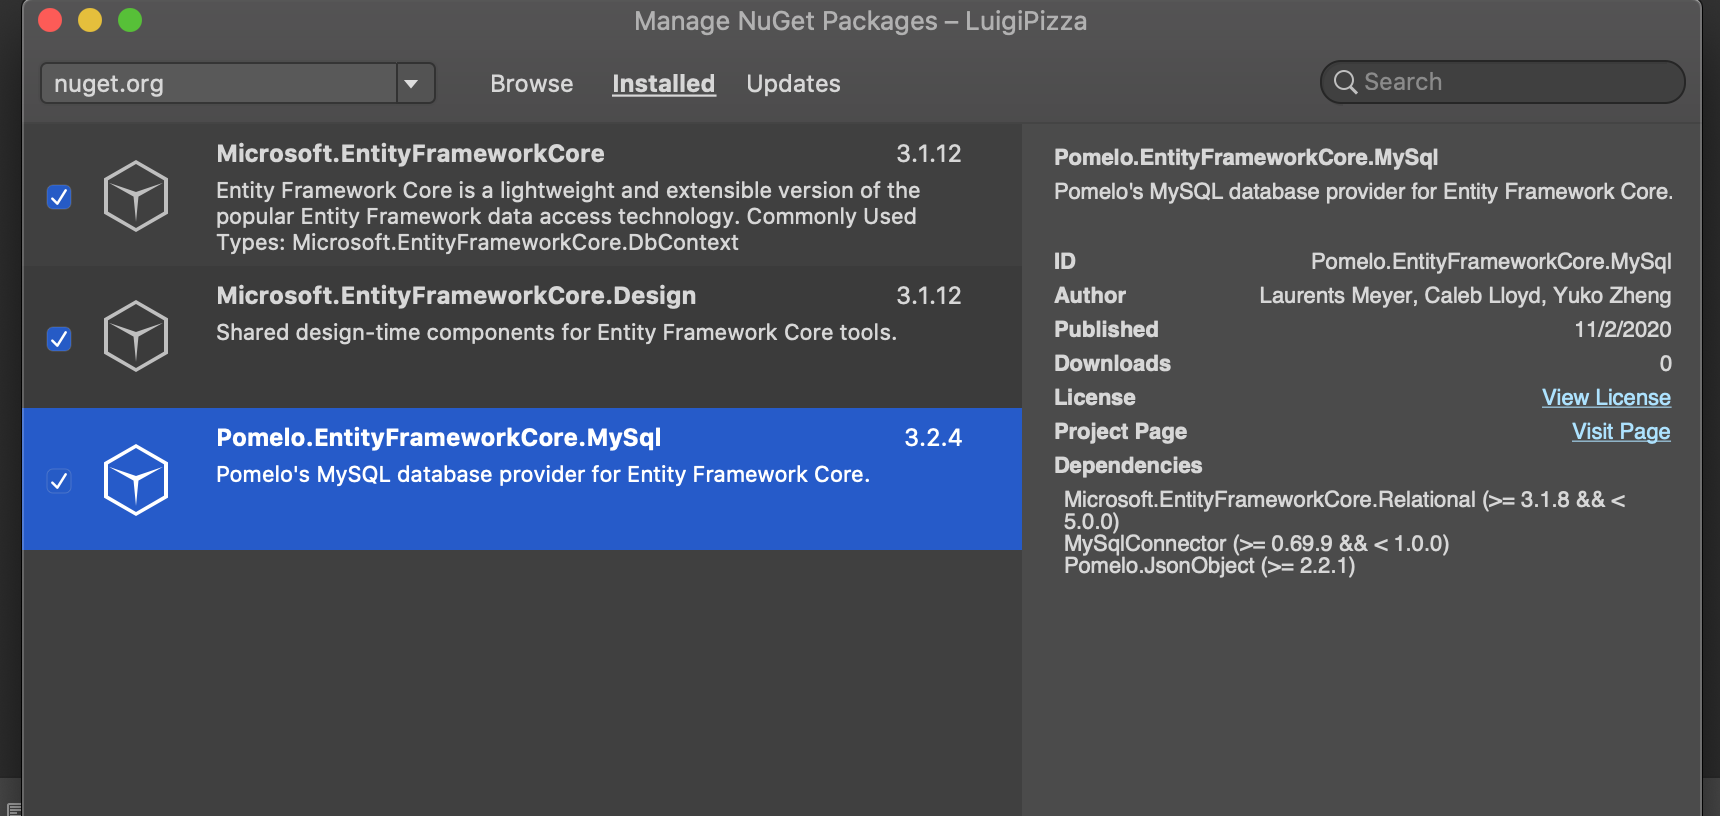 Manage NuGet Packages – LuigiPizza
nuget.org
Browse
Installed
Updates
Search
Microsoft.EntityFrameworkCore
3.1.12
Entity Framework Core is a lightweight and extensible version of the
popular Entity Framework data access technology. Commonly Used
Types: Microsoft.EntityFrameworkCore.DbContext
Microsoft.EntityFrameworkCore.Design
3.1.12
Shared design-time components for Entity Framework Core tools.
Pomelo.EntityFrameworkCore.MySql
3.2.4
Pomelo's MySQL database provider for Entity Framework Core.
Pomelo.EntityFrameworkCore.MySql
Pomelo's MySQL database provider for Entity Framework Core.
ID Pomelo.EntityFrameworkCore.MySql
Author Laurents Meyer, Caleb Lloyd, Yuko Zheng
Published 11/2/2020
Downloads 0
License View License
Project Page Visit Page
Dependencies
Microsoft.EntityFrameworkCore.Relational (>= 3.1.8 && <
5.0.0)
MySqlConnector (>= 0.69.9 && < 1.0.0)
Pomelo.JsonObject (>= 2.2.1)